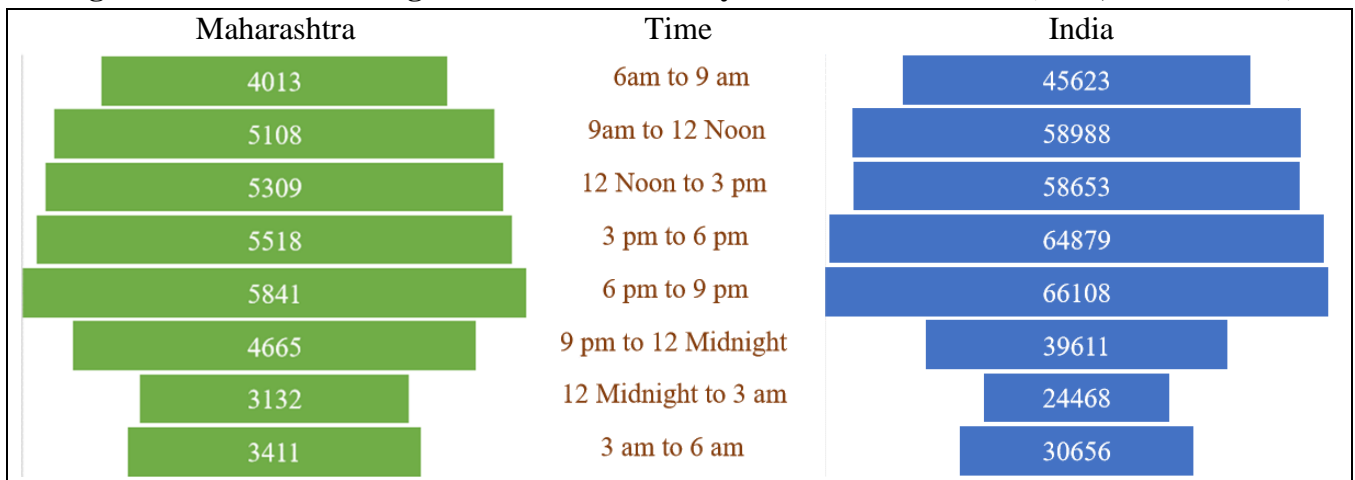 Maharashtra Time India
4013 6am to 9 am 45623
5108 9am to 12 Noon 58988
5309 12 Noon to 3 pm 58653
5518 3 pm to 6 pm 64879
5841 6 pm to 9 pm 66108
4665 9 pm to 12 Midnight 39611
3132 12 Midnight to 3 am 24468
3411 3 am to 6 am 30656